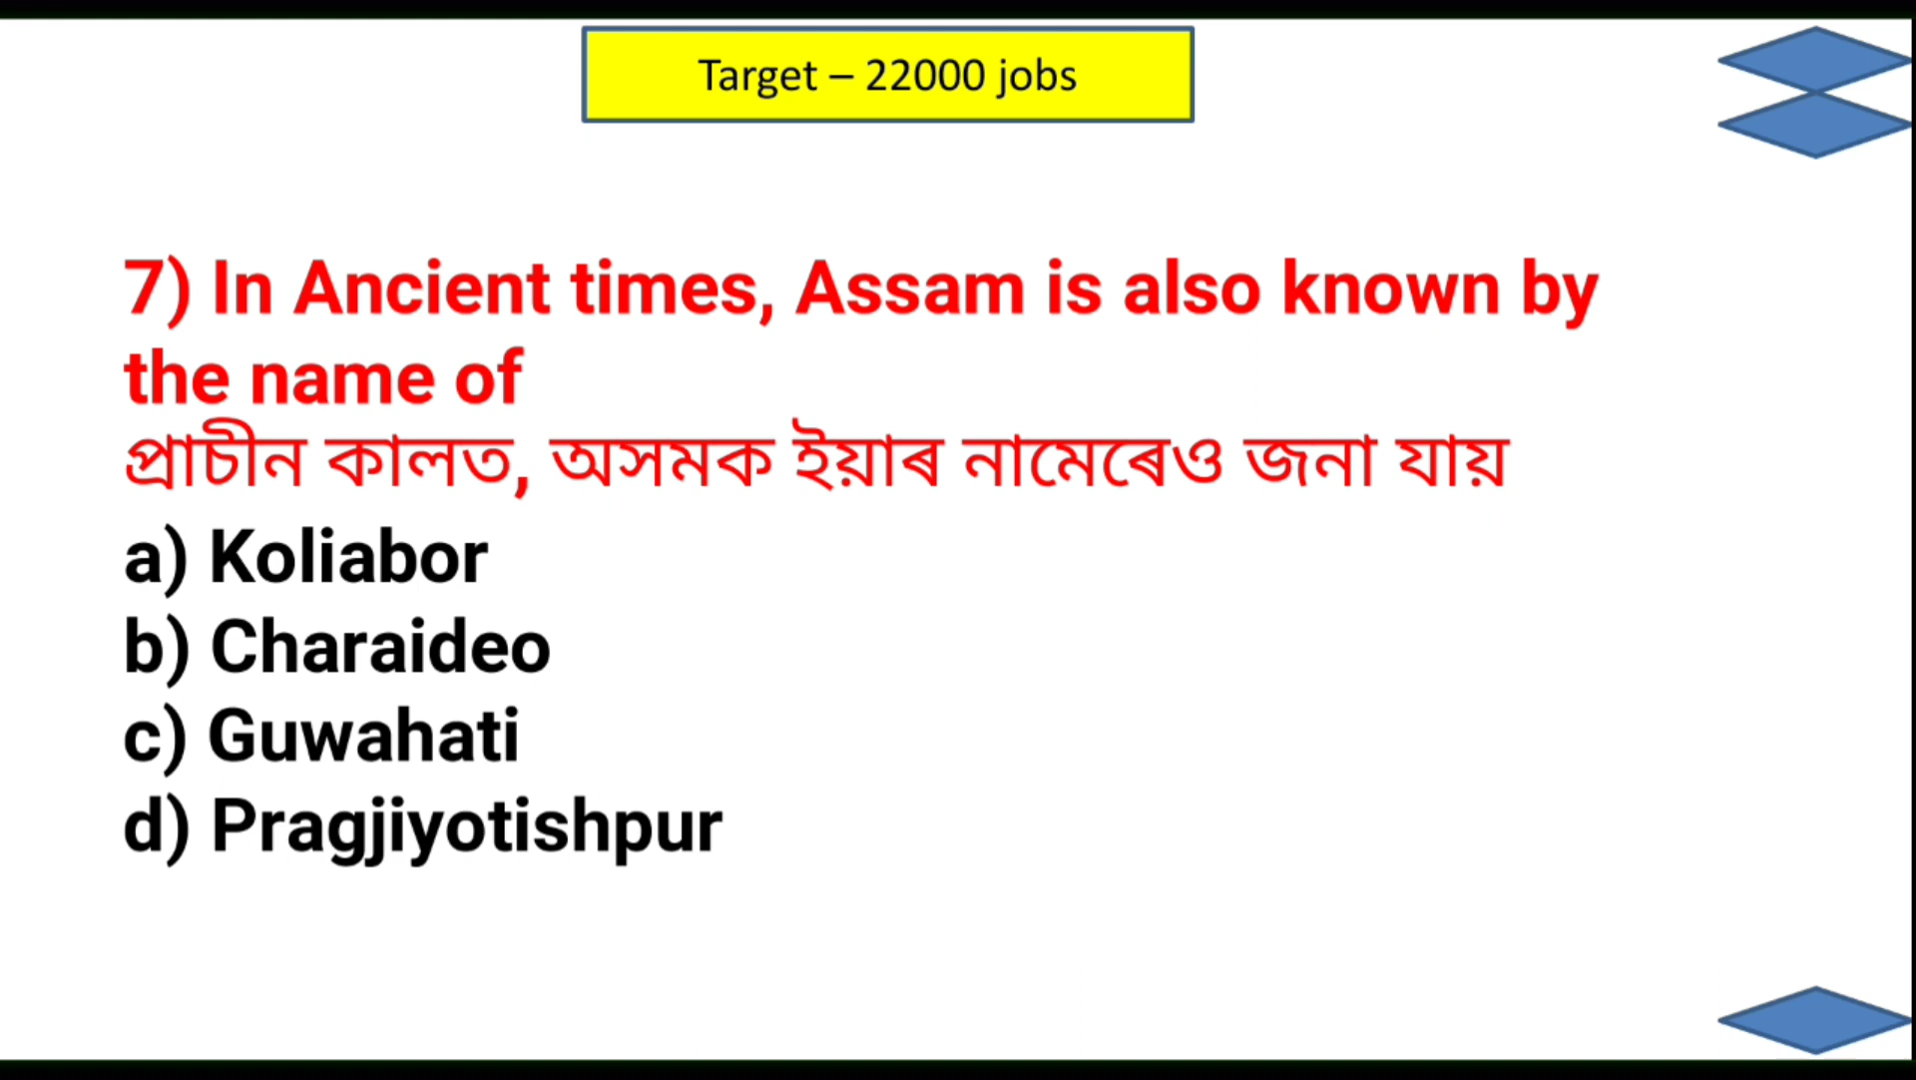 Target – 22000 jobs
7) In Ancient times, Assam is also known by
the name of
প্ৰাচীন কালত, অসমক ইয়াৰ নামেৰেও জনা যায়
a) Koliabor
b) Charaideo
c) Guwahati
d) Pragjiyotishpur